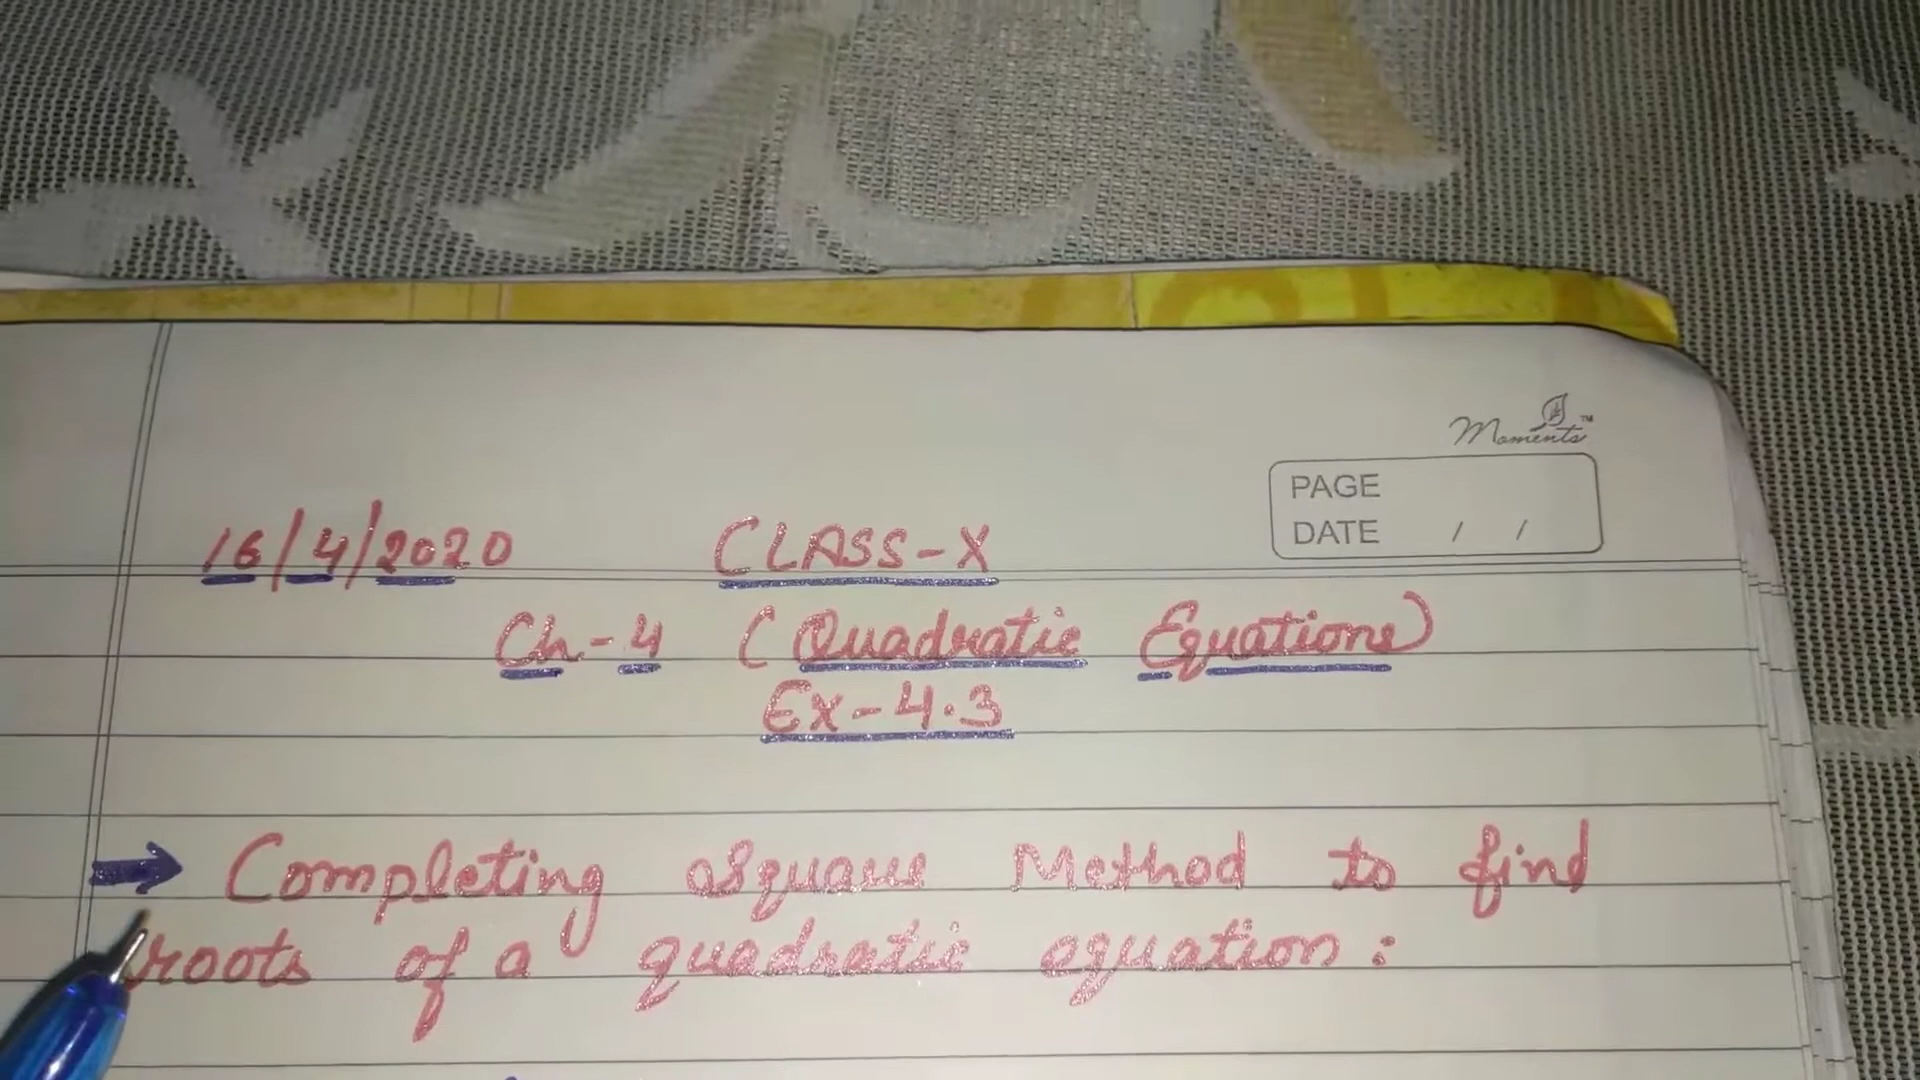 Moments™
PAGE
DATE / /
16/4/2020 CLASS-X
Ch-4 (Quadratic Equations)
Ex-4.3
→ Completing Square Method to find
roots of a quadratic equation: